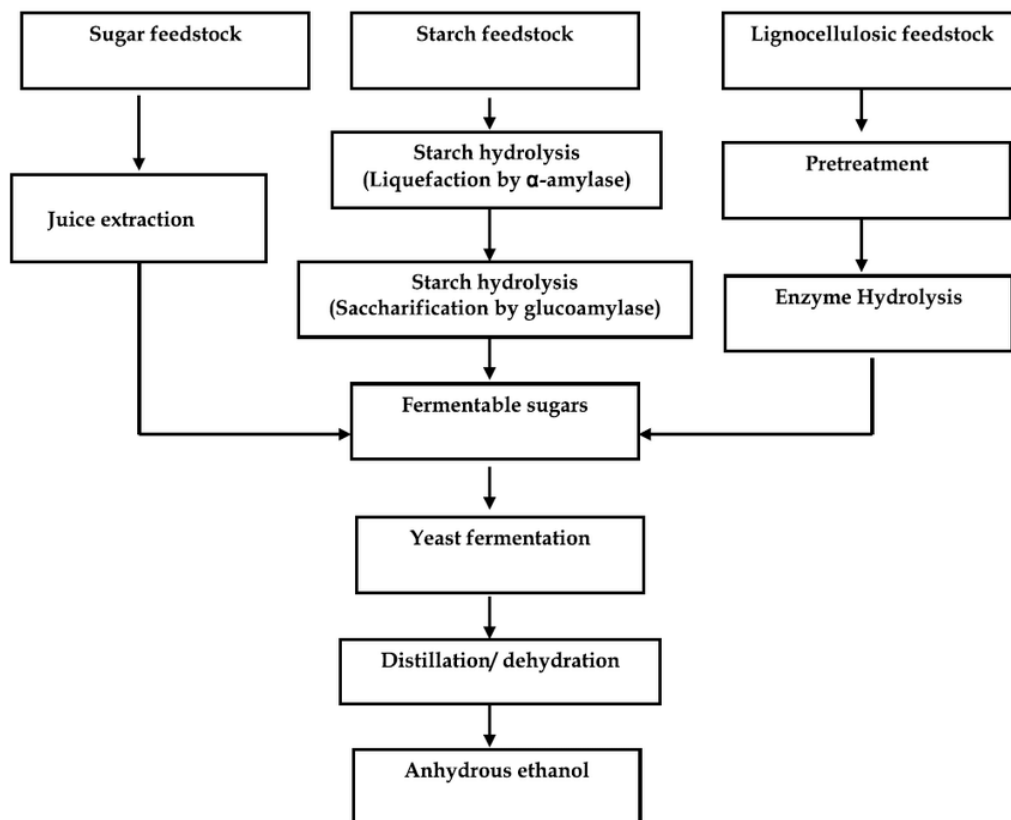 Sugar feedstock
Starch feedstock
Lignocellulosic feedstock
Juice extraction
Starch hydrolysis
(Liquefaction by α-amylase)
Pretreatment
Starch hydrolysis
(Saccharification by glucoamylase)
Enzyme Hydrolysis
Fermentable sugars
Yeast fermentation
Distillation/ dehydration
Anhydrous ethanol